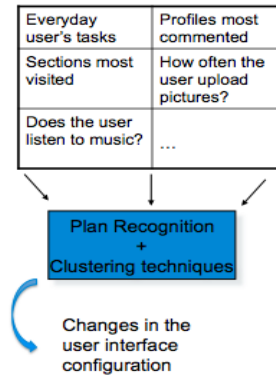 Everyday
user's tasks
Profiles most
commented
Sections most
visited
How often the
user upload
pictures?
Does the user
listen to music?
...
Plan Recognition
+
Clustering techniques
Changes in the
user interface
configuration